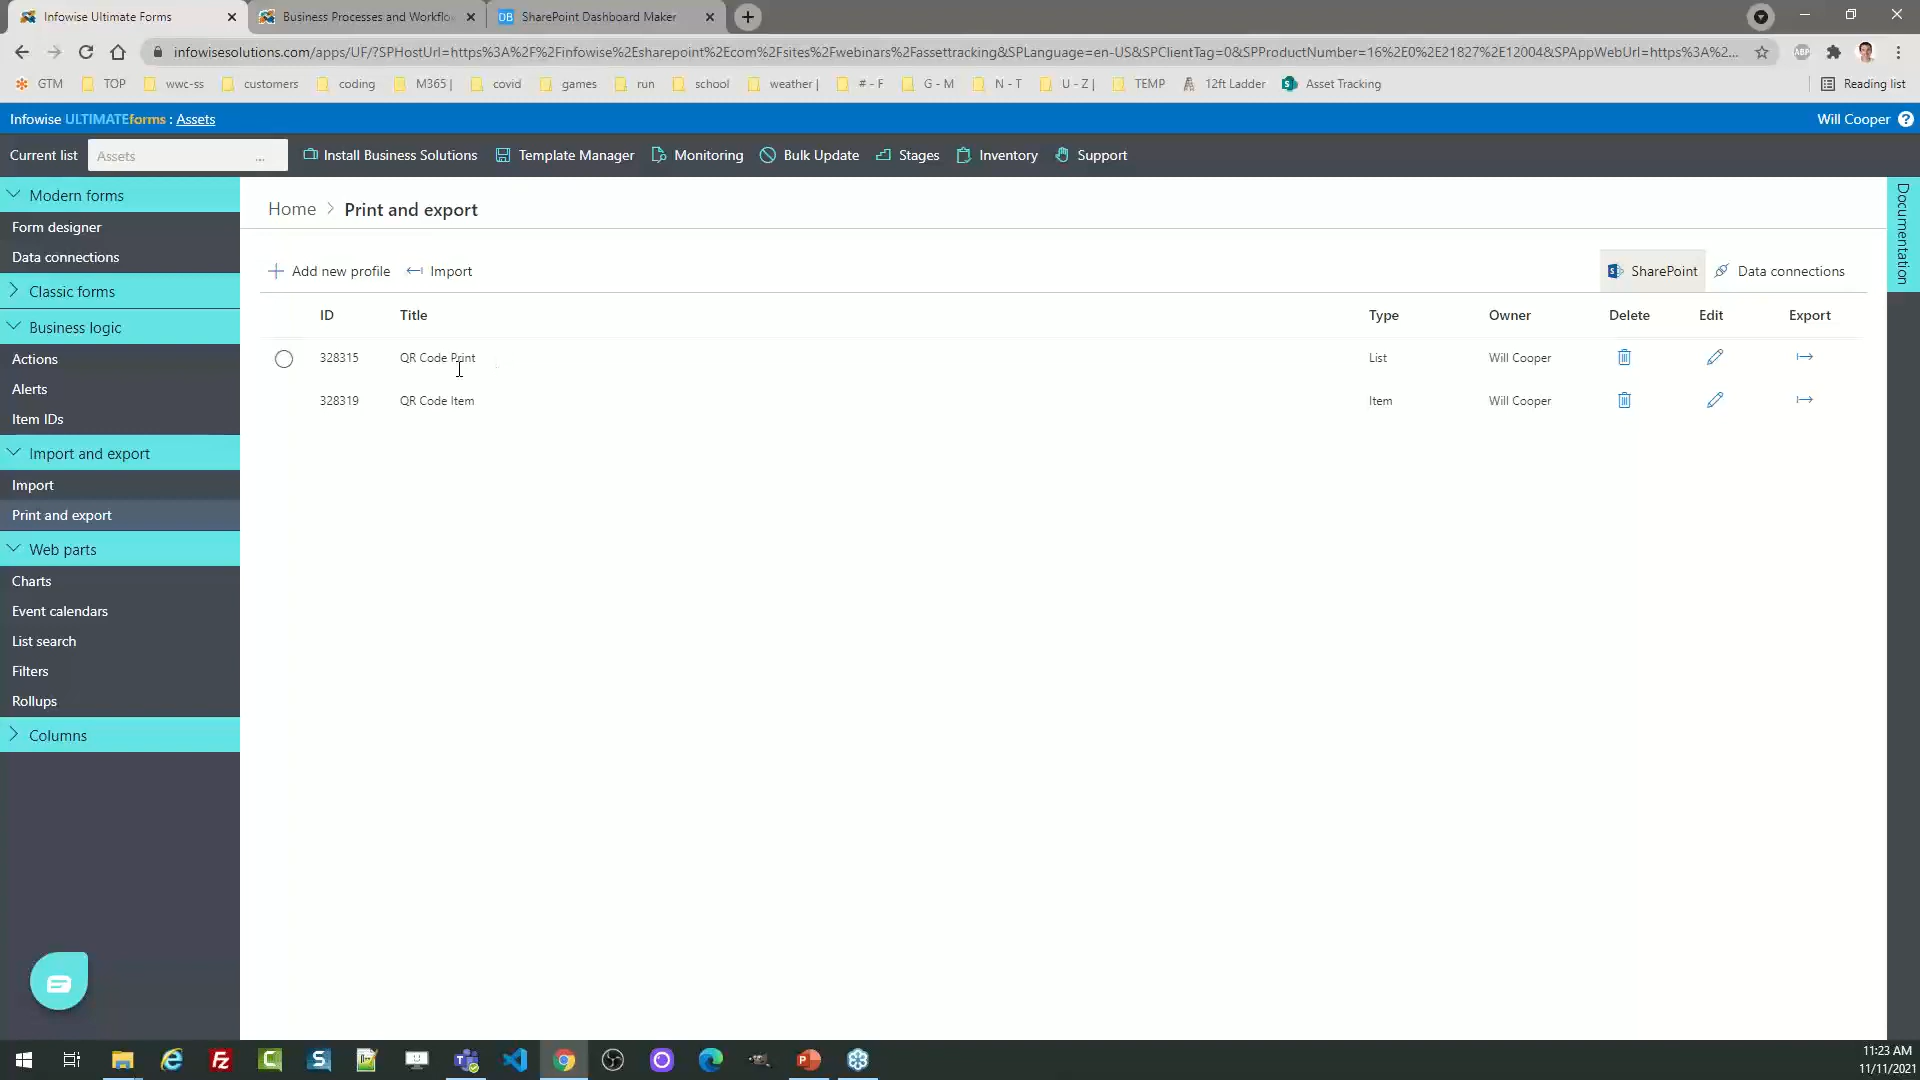 Infowise Ultimate Forms
Business Processes and Workflo
SharePoint Dashboard Maker
infowisesolutions.com/apps/UF/?SPHostUrl=https%3A%2F%2Finfowise%2Esharepoint%2Ecom%2Fsites%2Fwebinars%2Fassettracking&SPLanguage=en-US&SPClientTag=0&SPProductNumber=16%2E0%2E21827%2E12004&SPAppWebUrl=https%3A%2...
GTM TOP wwc-ss customers coding M365 | covid games run school weather | # - F G - M N - T U - Z | TEMP 12ft Ladder Asset Tracking Reading list
Infowise ULTIMATEforms : Assets
Will Cooper
Current list Assets ... Install Business Solutions Template Manager Monitoring Bulk Update Stages Inventory Support
Modern forms
Form designer
Data connections
Classic forms
Business logic
Actions
Alerts
Item IDs
Import and export
Import
Print and export
Web parts
Charts
Event calendars
List search
Filters
Rollups
Columns
Home > Print and export
Add new profile Import
SharePoint Data connections
ID Title Type Owner Delete Edit Export
328315 QR Code Print List Will Cooper
328319 QR Code Item Item Will Cooper
Documentation
11:23 AM
11/11/2021